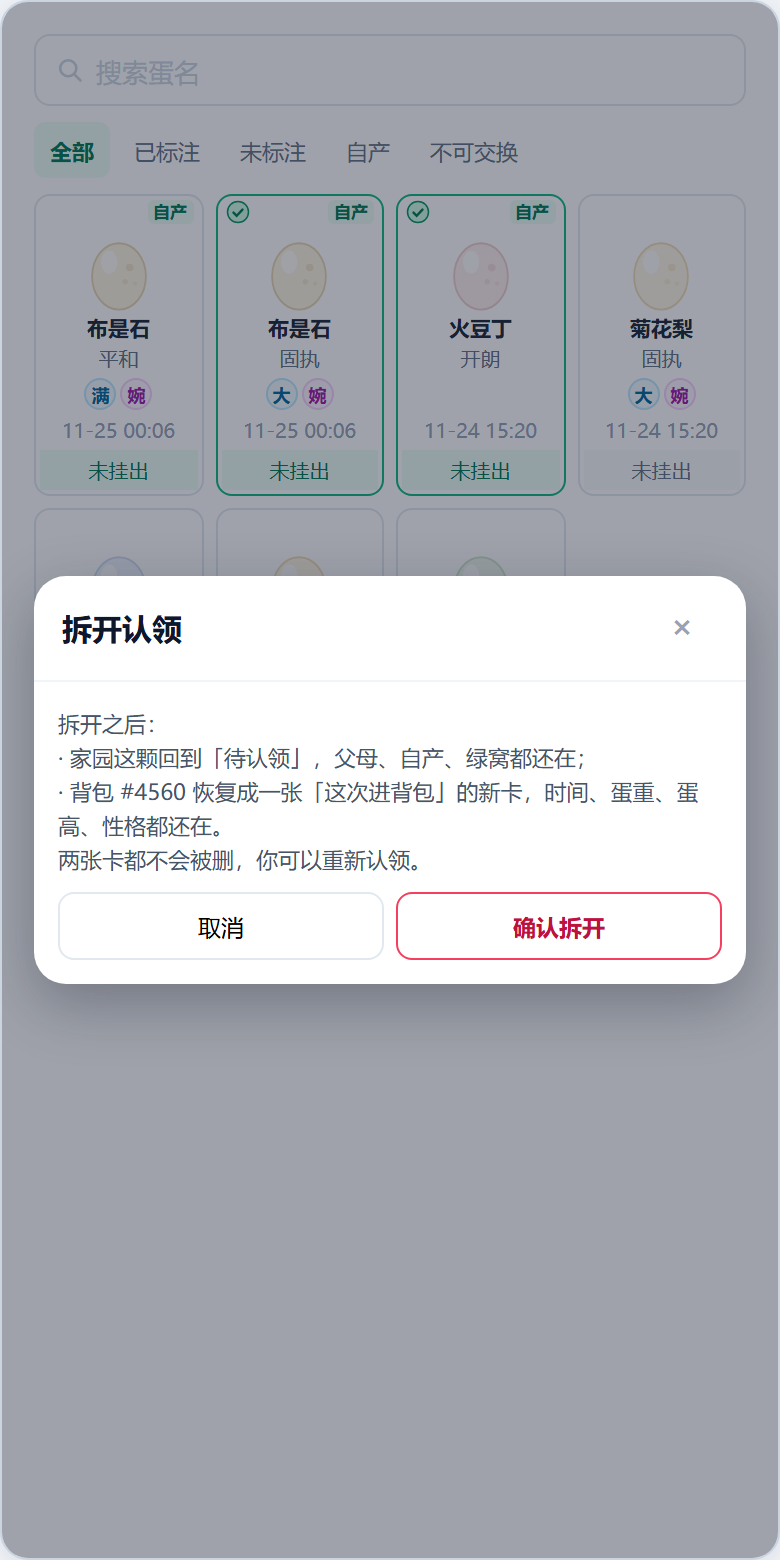 搜索蛋名
全部 已标注 未标注 自产 不可交换
自产 自产 自产
布是石 布是石 火豆丁 菊花梨
平和 固执 开朗 固执
满 婉 大 婉 大 婉
11-25 00:06 11-25 00:06 11-24 15:20 11-24 15:20
未挂出 未挂出 未挂出 未挂出
拆开认领 ×
拆开之后：
· 家园这颗回到「待认领」，父母、自产、绿窝都还在；
· 背包 #4560 恢复成一张「这次进背包」的新卡，时间、蛋重、蛋
高、性格都还在。
两张卡都不会被删，你可以重新认领。
取消 确认拆开